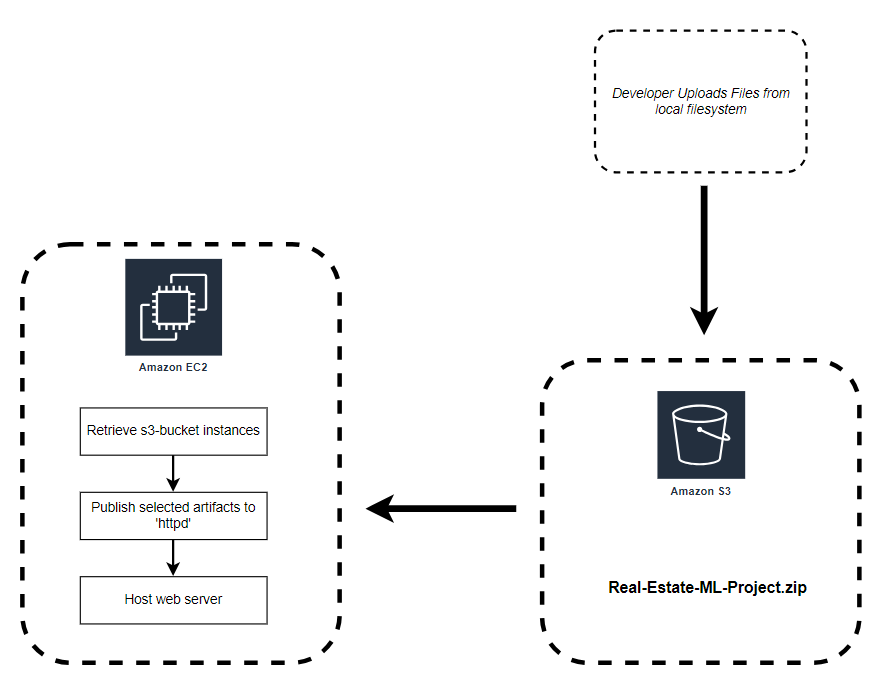 Developer Uploads Files from
local filesystem
Amazon EC2
Retrieve s3-bucket instances
Publish selected artifacts to
'httpd'
Host web server
Amazon S3
Real-Estate-ML-Project.zip